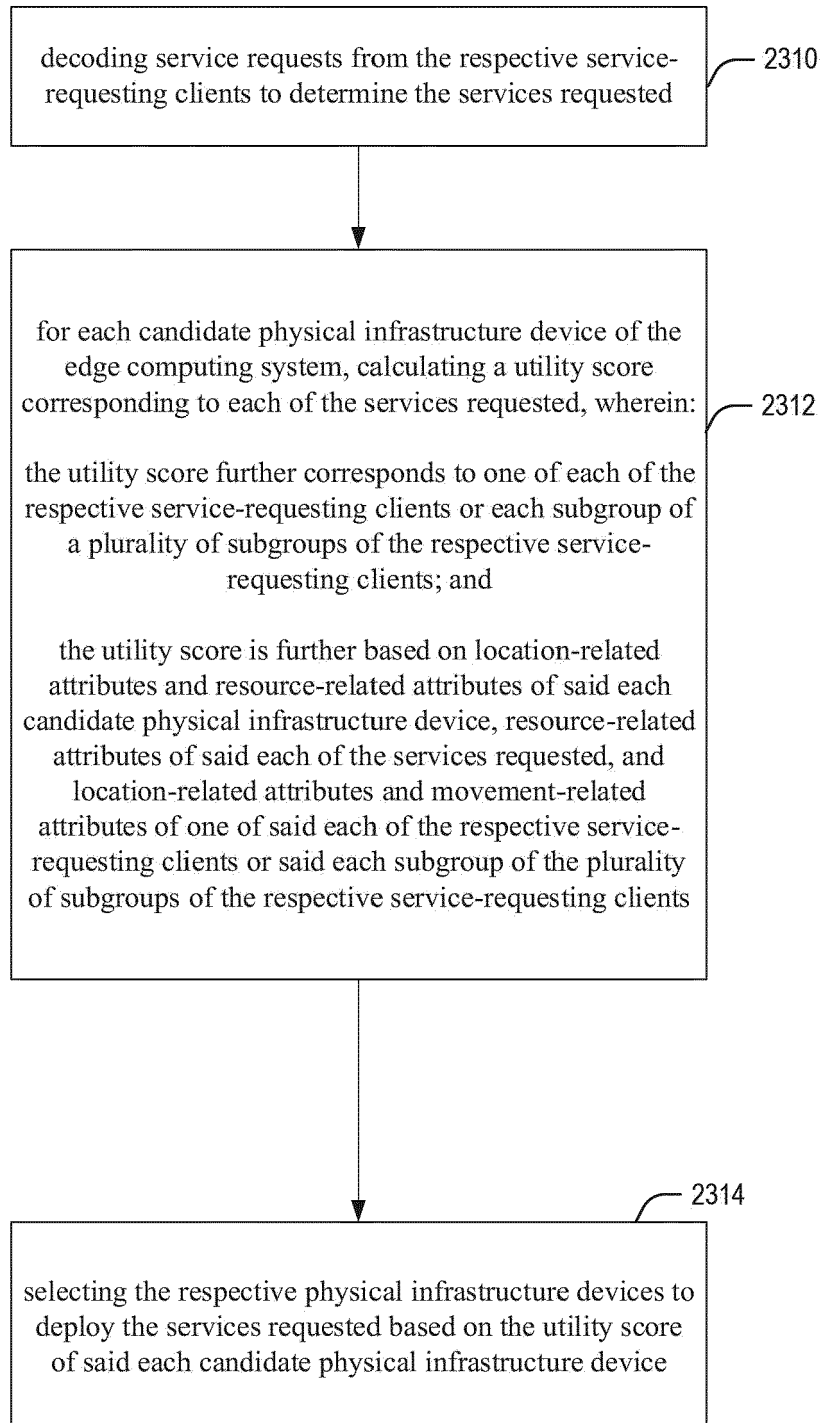 decoding service requests from the respective service-
requesting clients to determine the services requested
2310
for each candidate physical infrastructure device of the
edge computing system, calculating a utility score
corresponding to each of the services requested, wherein:
the utility score further corresponds to one of each of the
respective service-requesting clients or each subgroup of
a plurality of subgroups of the respective service-
requesting clients; and
the utility score is further based on location-related
attributes and resource-related attributes of said each
candidate physical infrastructure device, resource-related
attributes of said each of the services requested, and
location-related attributes and movement-related
attributes of one of said each of the respective service-
requesting clients or said each subgroup of the plurality
of subgroups of the respective service-requesting clients
2312
2314
selecting the respective physical infrastructure devices to
deploy the services requested based on the utility score
of said each candidate physical infrastructure device